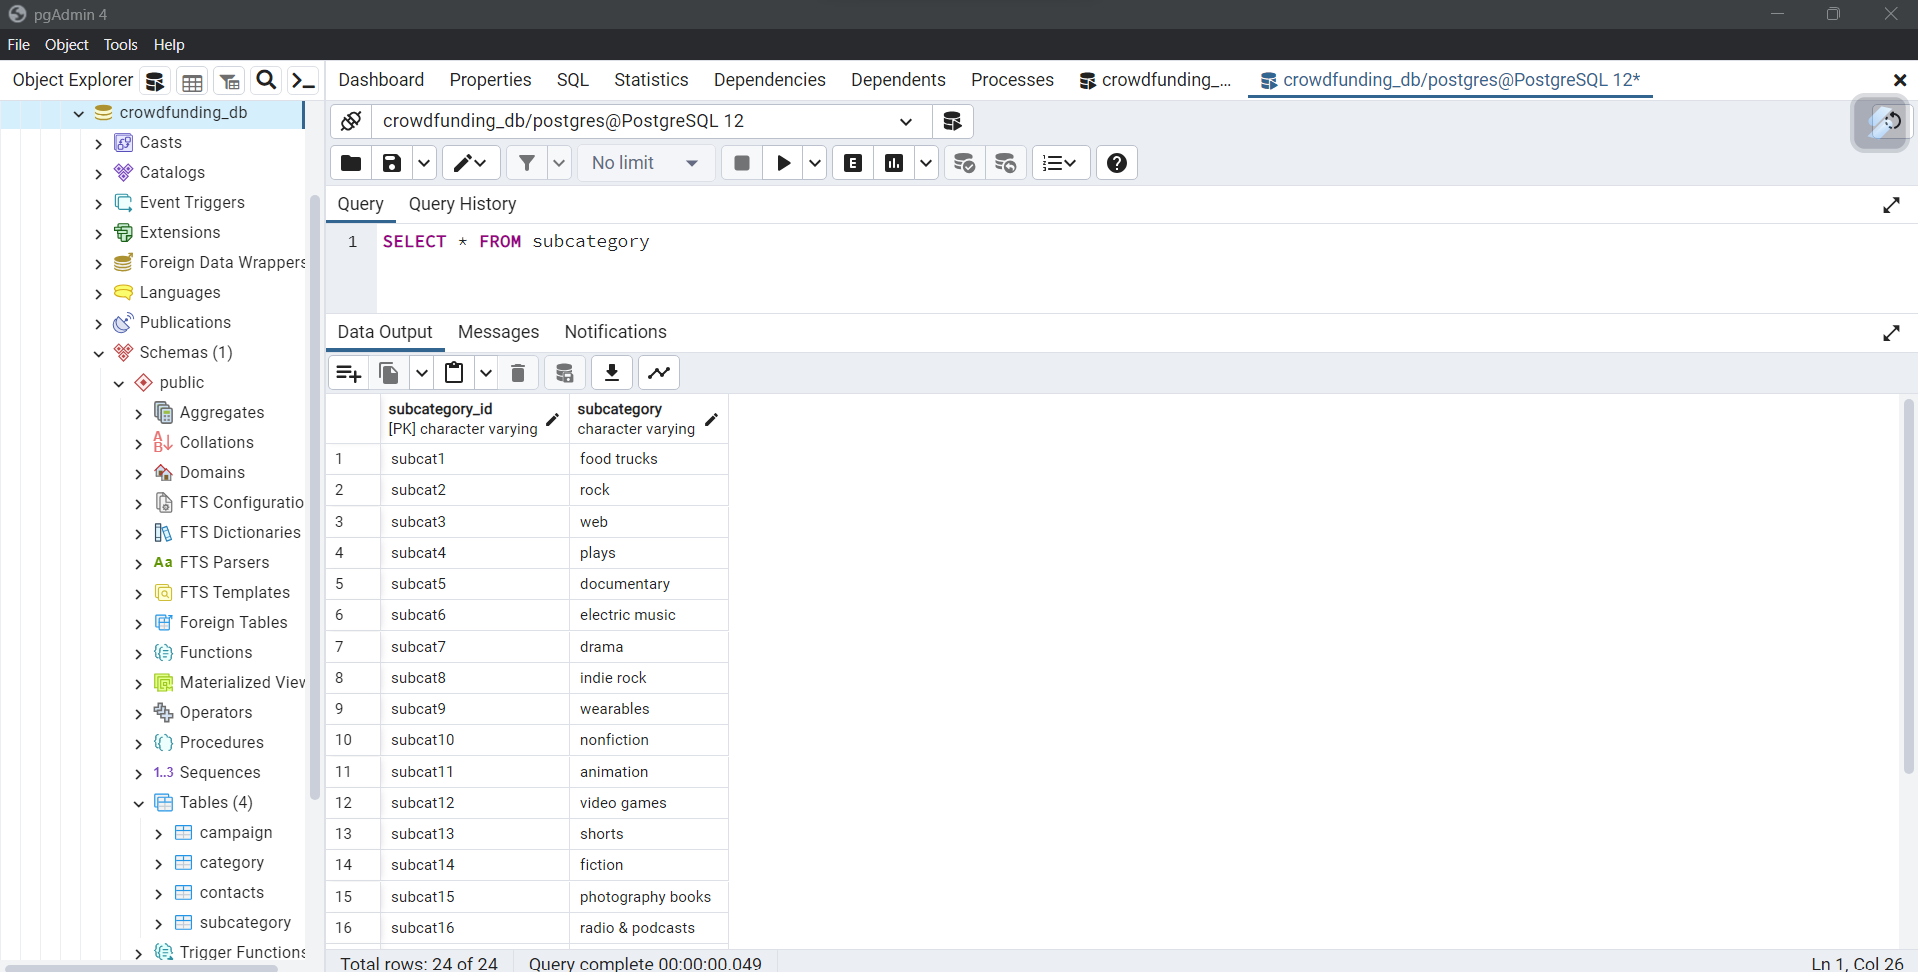 pgAdmin 4
File Object Tools Help
Object Explorer
Dashboard Properties SQL Statistics Dependencies Dependents Processes crowdfunding_... crowdfunding_db/postgres@PostgreSQL 12*
crowdfunding_db
Casts
Catalogs
Event Triggers
Extensions
Foreign Data Wrappers
Languages
Publications
Schemas (1)
public
Aggregates
Collations
Domains
FTS Configuratio
FTS Dictionaries
Aa FTS Parsers
FTS Templates
Foreign Tables
Functions
Materialized View
Operators
Procedures
1..3 Sequences
Tables (4)
campaign
category
contacts
subcategory
Trigger Functions
crowdfunding_db/postgres@PostgreSQL 12
No limit E
Query Query History
1 SELECT * FROM subcategory
Data Output Messages Notifications
subcategory_id subcategory
[PK] character varying character varying
1 subcat1 food trucks
2 subcat2 rock
3 subcat3 web
4 subcat4 plays
5 subcat5 documentary
6 subcat6 electric music
7 subcat7 drama
8 subcat8 indie rock
9 subcat9 wearables
10 subcat10 nonfiction
11 subcat11 animation
12 subcat12 video games
13 subcat13 shorts
14 subcat14 fiction
15 subcat15 photography books
16 subcat16 radio & podcasts
Total rows: 24 of 24 Query complete 00:00:00.049 Ln 1, Col 26